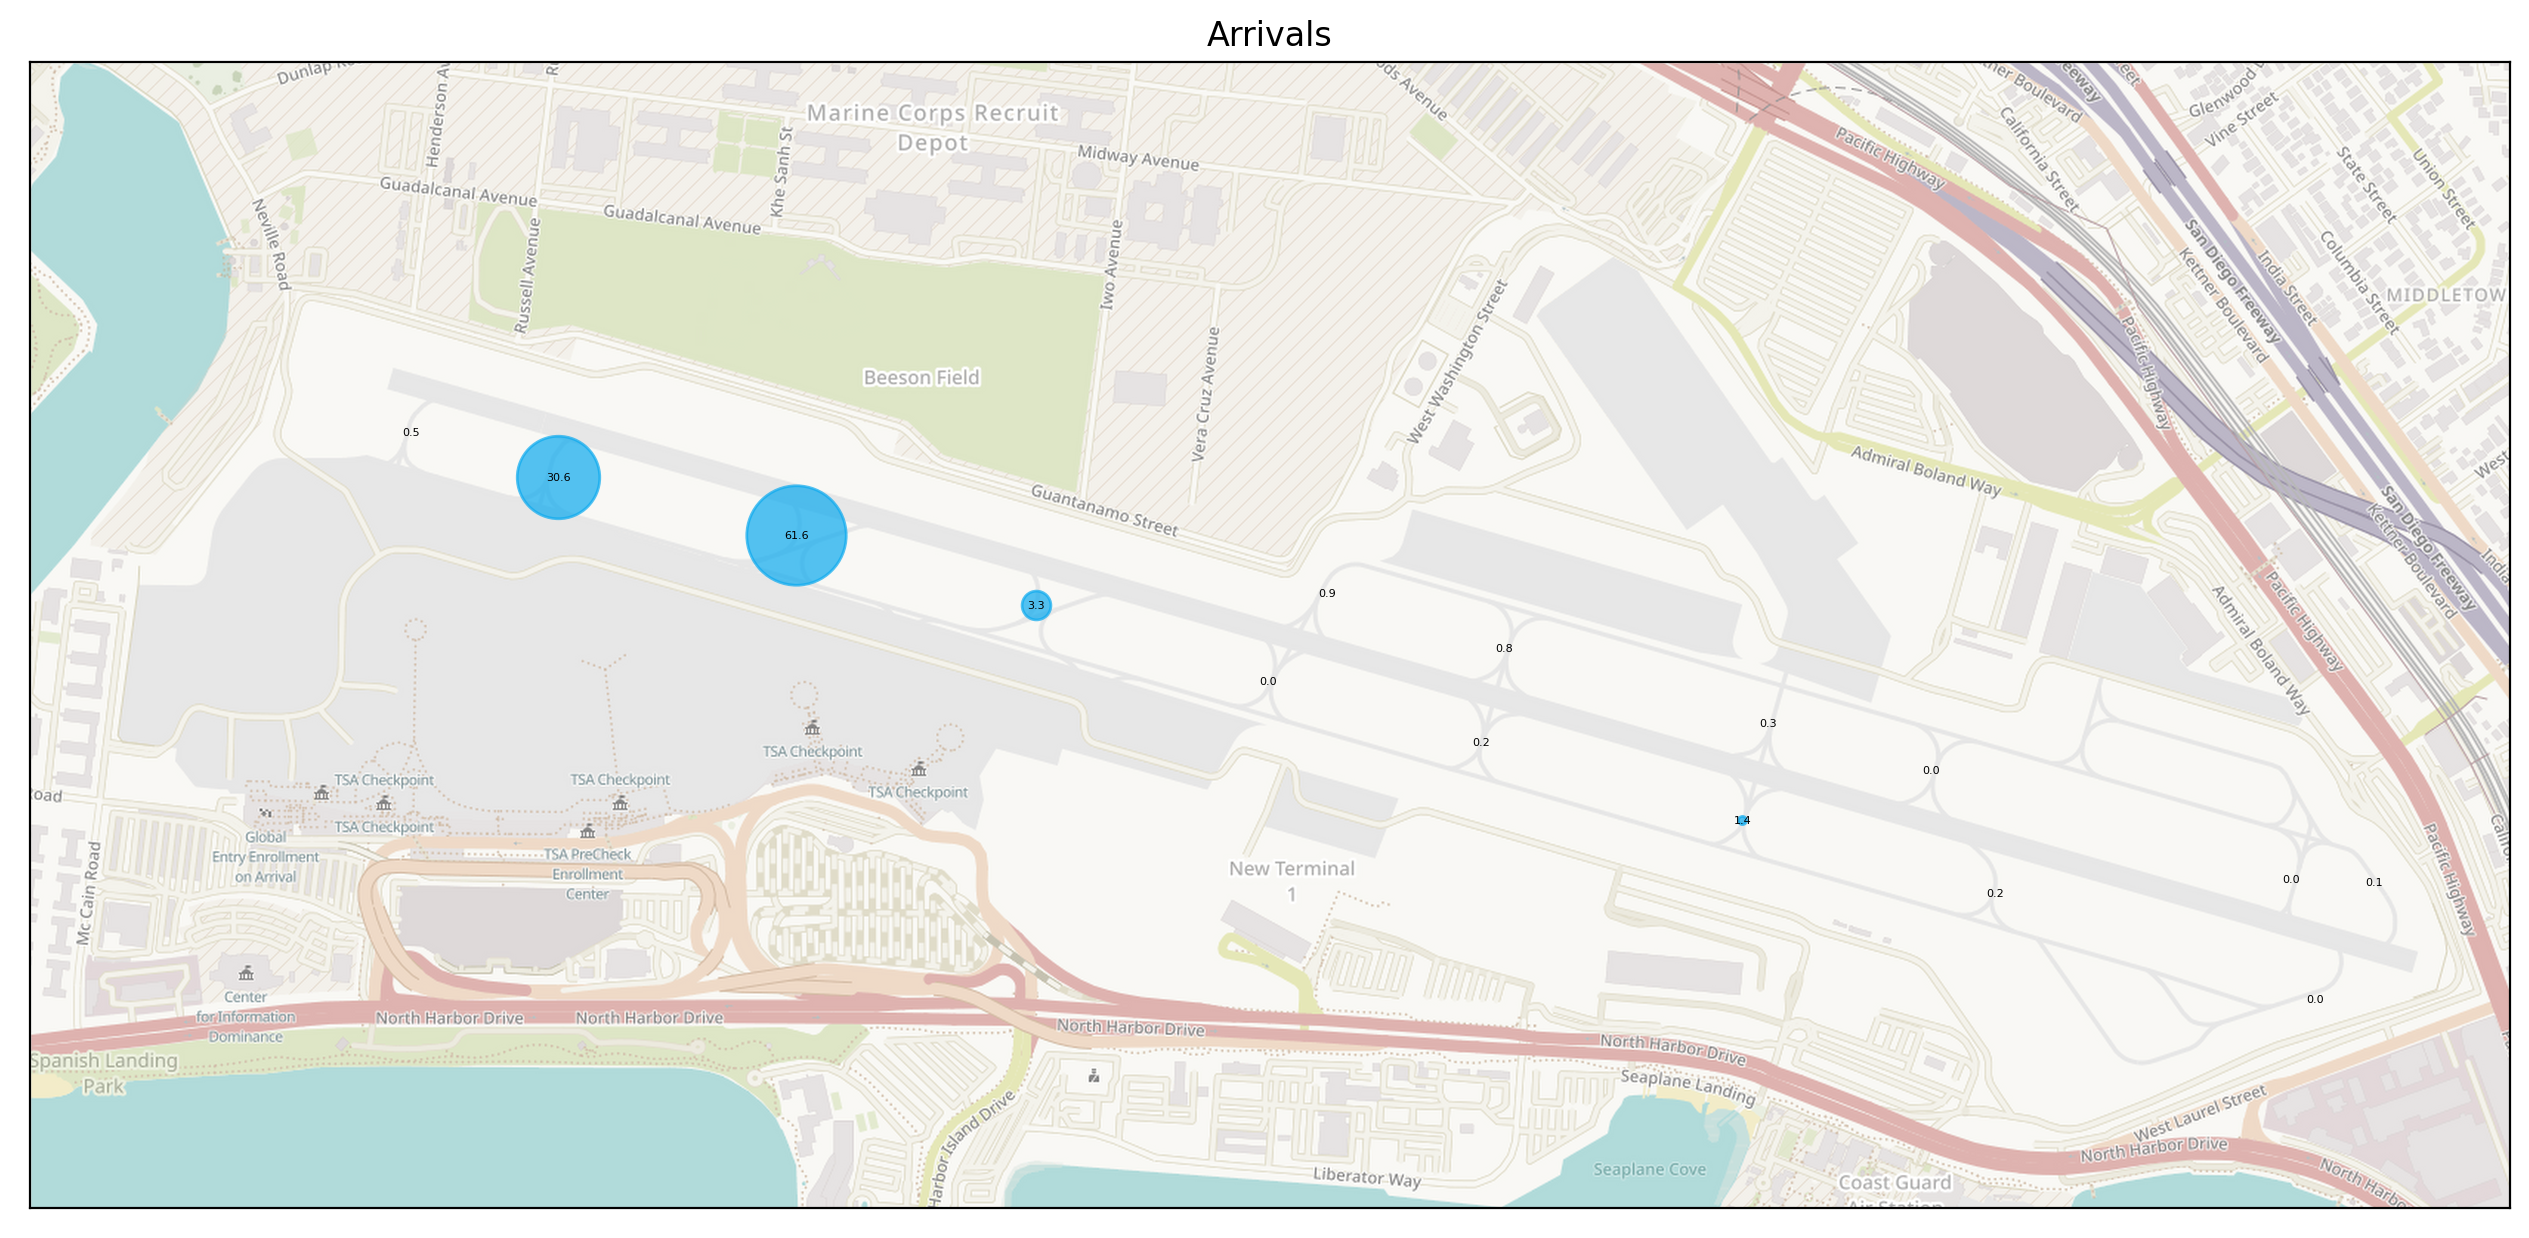 Arrivals
Dunlap
Henderson
Marine Corps Recruit
Depot
Khe Sanh St
Midway Avenue
Avenue
Pacific Highway
California Street
Glenwood
Vine Street
State Street
Union Street
Guadalcanal Avenue
Guadalcanal Avenue
Neville Road
Russell Avenue
Iwo Avenue
Vera Cruz Avenue
West Washington Street
San Diego Freeway
India Street
Kettner Boulevard
Columbia Street
MIDDLETOW
Pacific Highway
Beeson Field
0.5
30.6
61.6
3.3
Guantanamo Street
Admiral Boland Way
West
San Diego Freeway
Kettner Boulevard
India
0.9
0.8
0.0
0.2
0.3
0.0
1.4
0.2
0.0
0.1
0.0
Admiral Boland Way
Pacific Highway
Pacific Highway
TSA Checkpoint
TSA Checkpoint
TSA Checkpoint
TSA Checkpoint
TSA Checkpoint
Global
Entry Enrollment
on Arrival
TSA PreCheck
Enrollment
Center
oad
Mc Cain Road
New Terminal
1
Center
for Information
Dominance
North Harbor Drive
North Harbor Drive
North Harbor Drive
North Harbor Drive
Spanish Landing
Park
Harbor Island Drive
Seaplane Landing
Liberator Way
Seaplane Cove
West Laurel Street
North Harbor Drive
Coast Guard
Air Station
North Harbo